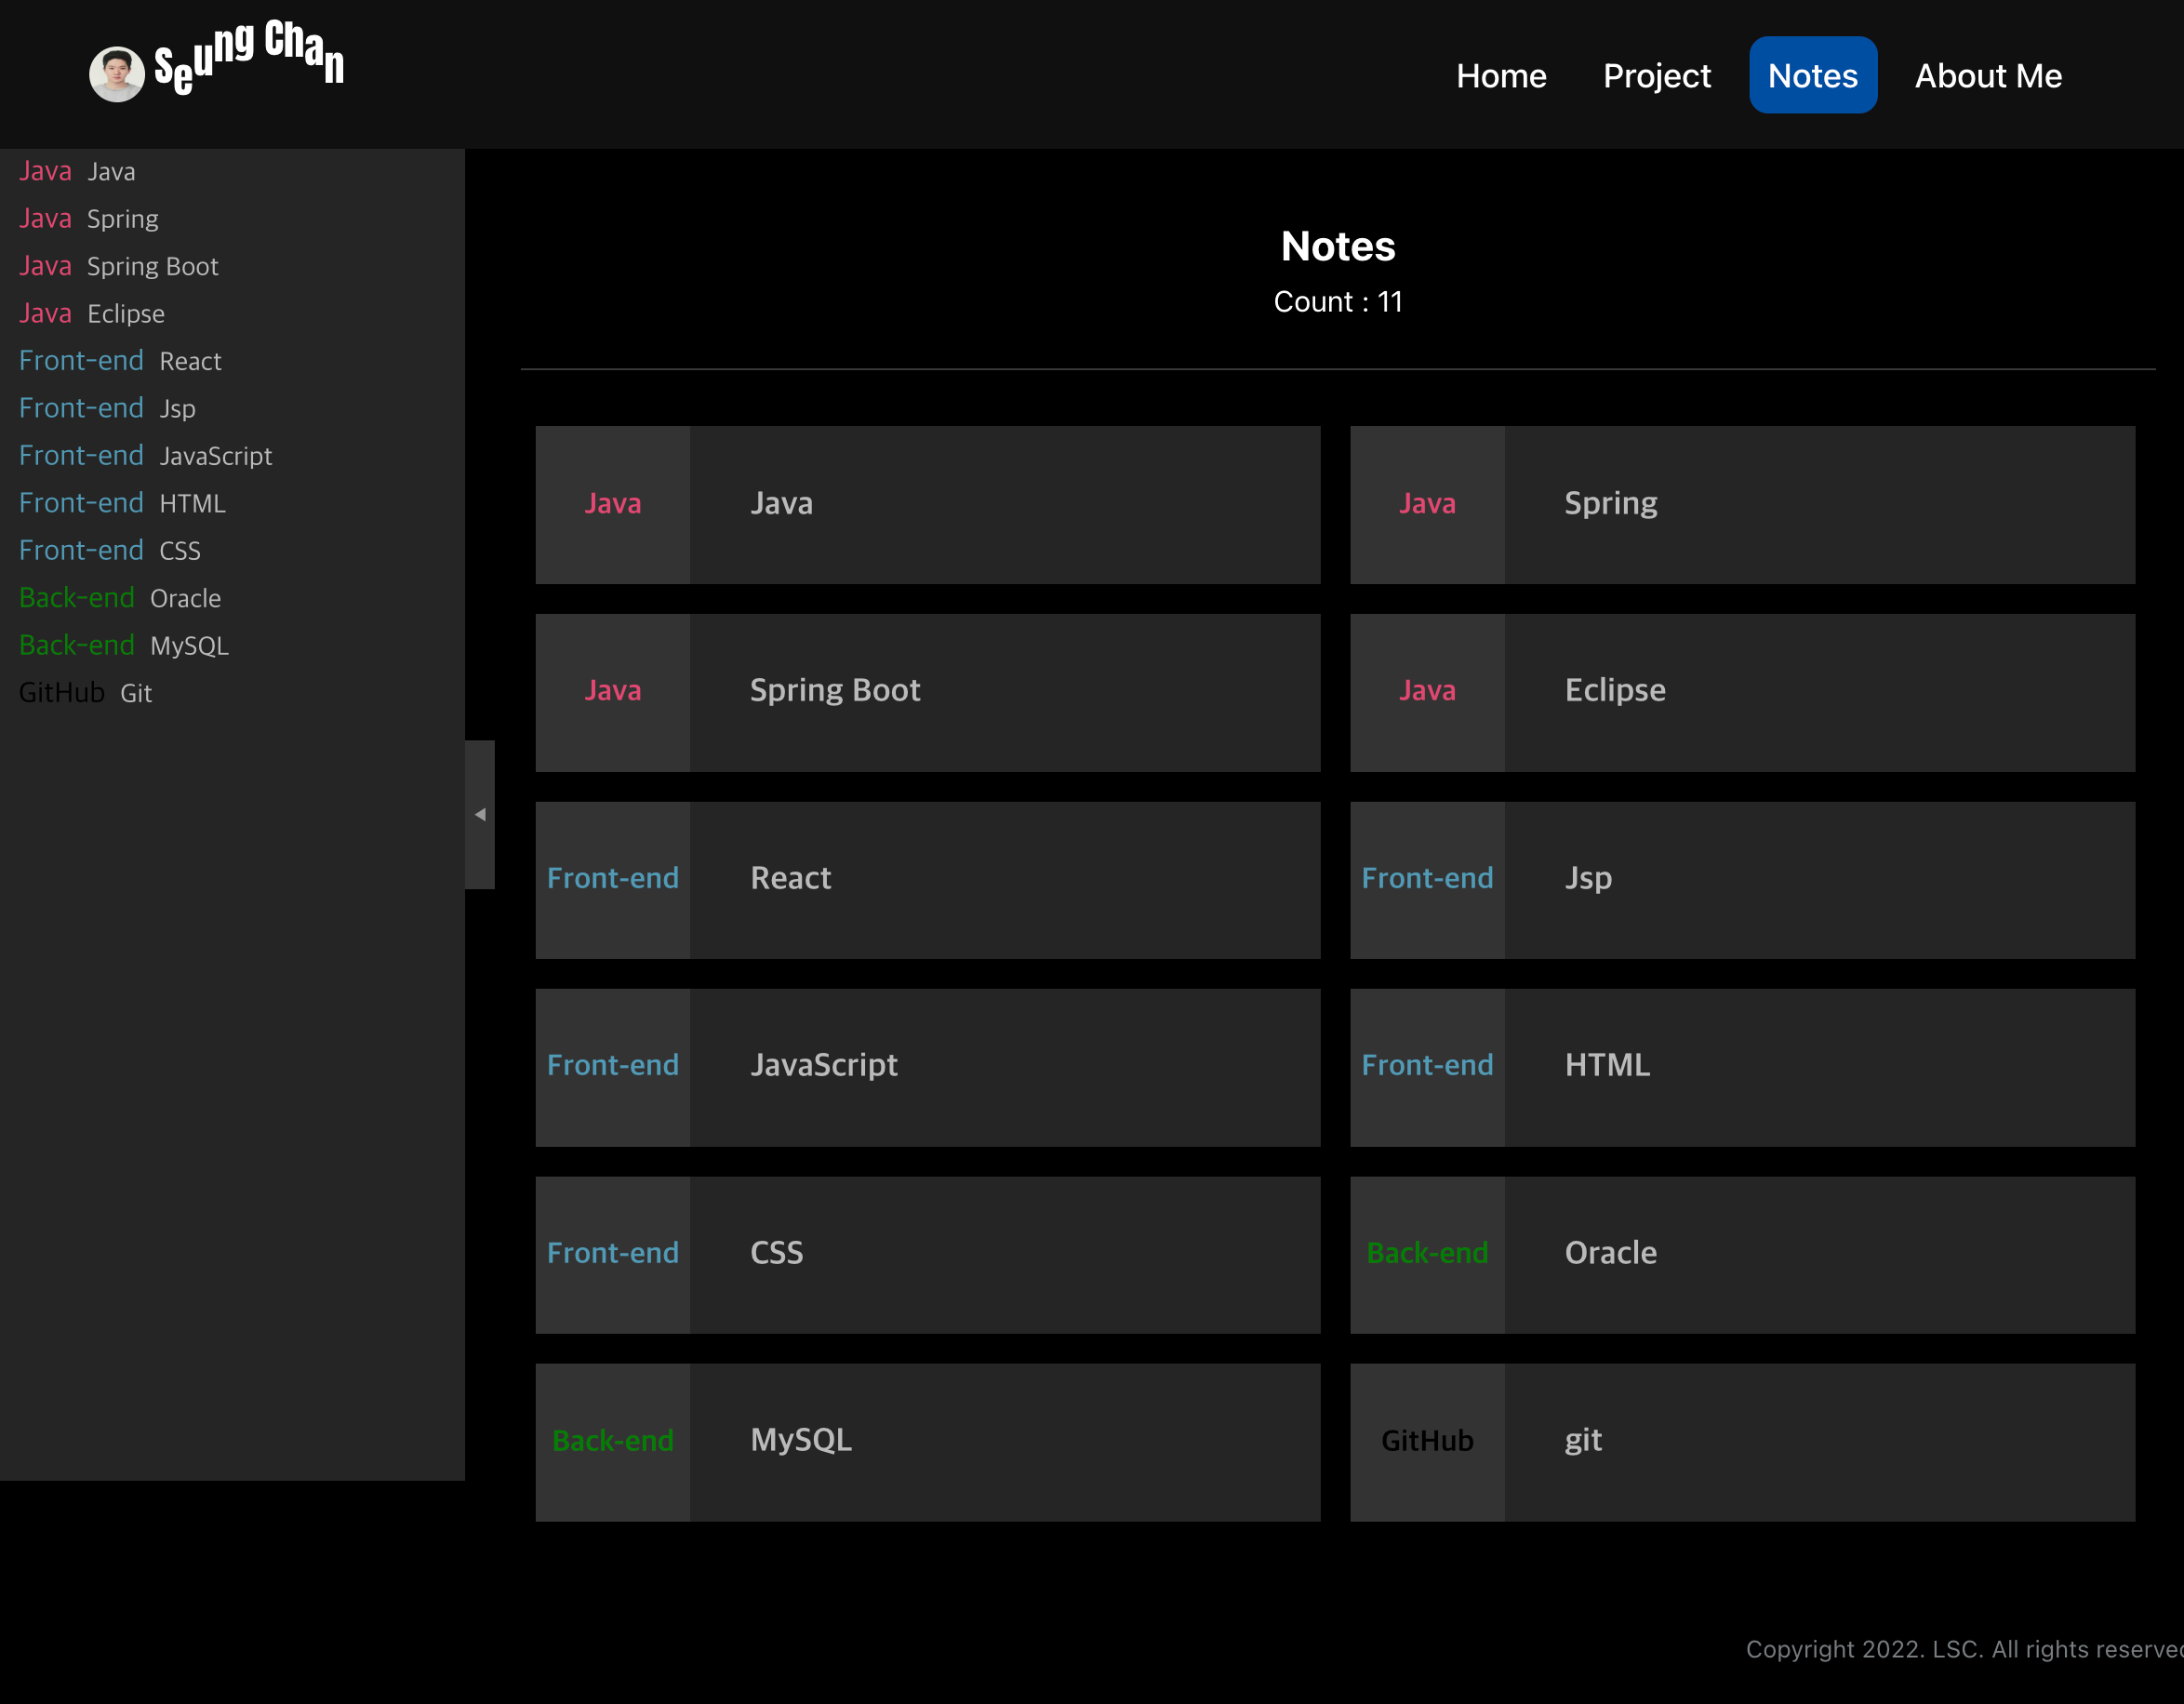 Seung Chan
Home Project Notes About Me
Java Java
Java Spring
Java Spring Boot
Java Eclipse
Front-end React
Front-end Jsp
Front-end JavaScript
Front-end HTML
Front-end CSS
Back-end Oracle
Back-end MySQL
GitHub Git
Notes
Count : 11
Java Java
Java Spring
Java Spring Boot
Java Eclipse
Front-end React
Front-end Jsp
Front-end JavaScript
Front-end HTML
Front-end CSS
Back-end Oracle
Back-end MySQL
GitHub git
Copyright 2022. LSC. All rights reserved